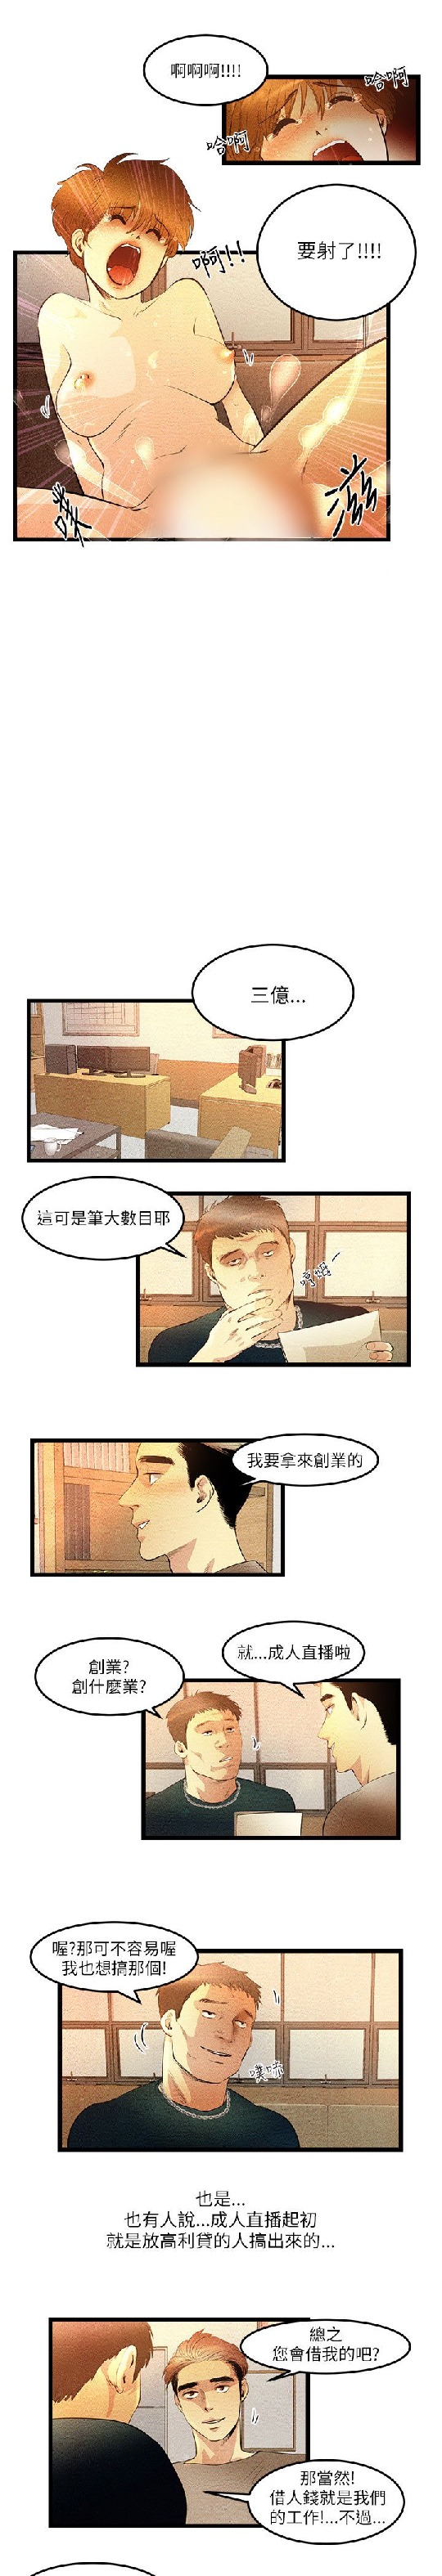 啊啊啊!!!!
哈啊
哈啊
啊!!
要射了!!!!
噗
滋
三億...
這可是筆大數目耶
哼嗯~
我要拿來創業的
就...成人直播啦
創業?
創什麼業?
喔?那可不容易喔
我也想搞那個!
噗哧
也是...
也有人說...成人直播起初
就是放高利貸的人搞出來的...
總之
您會借我的吧?
那當然!
借人錢就是我們
的工作!...不過...